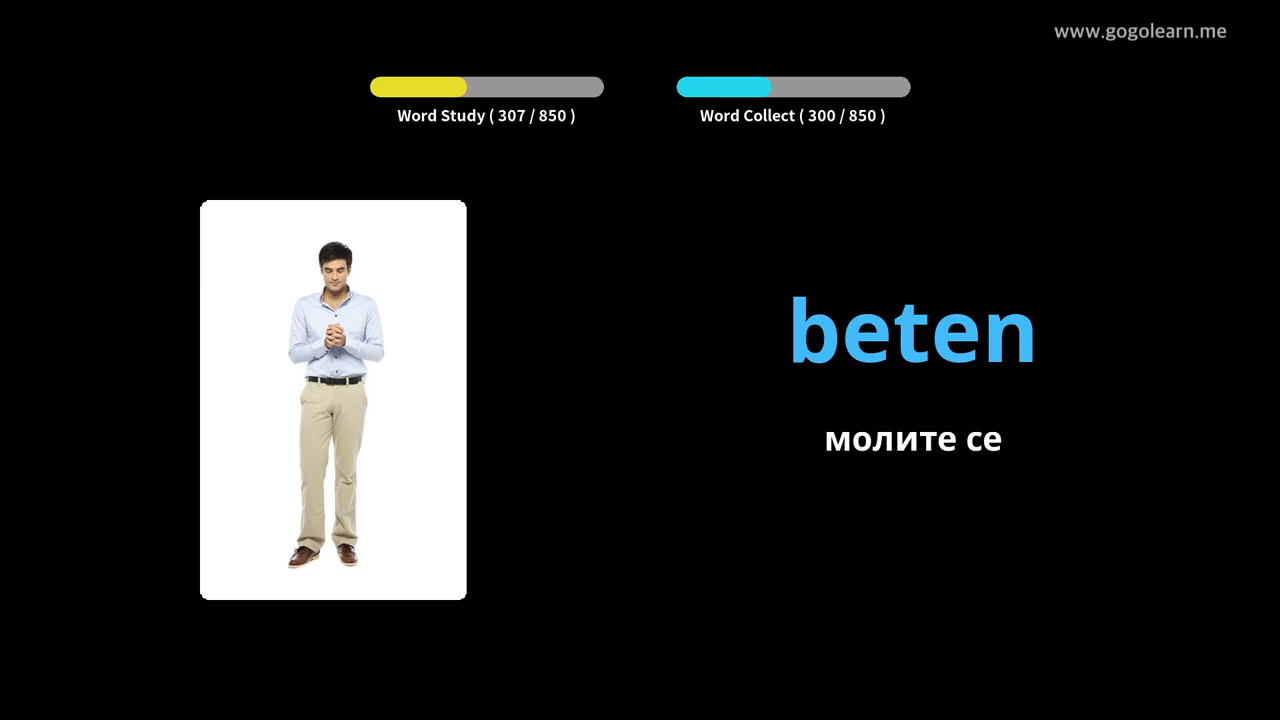 www.gogolearn.me
Word Study ( 307 / 850 )
Word Collect ( 300 / 850 )
beten
молите се